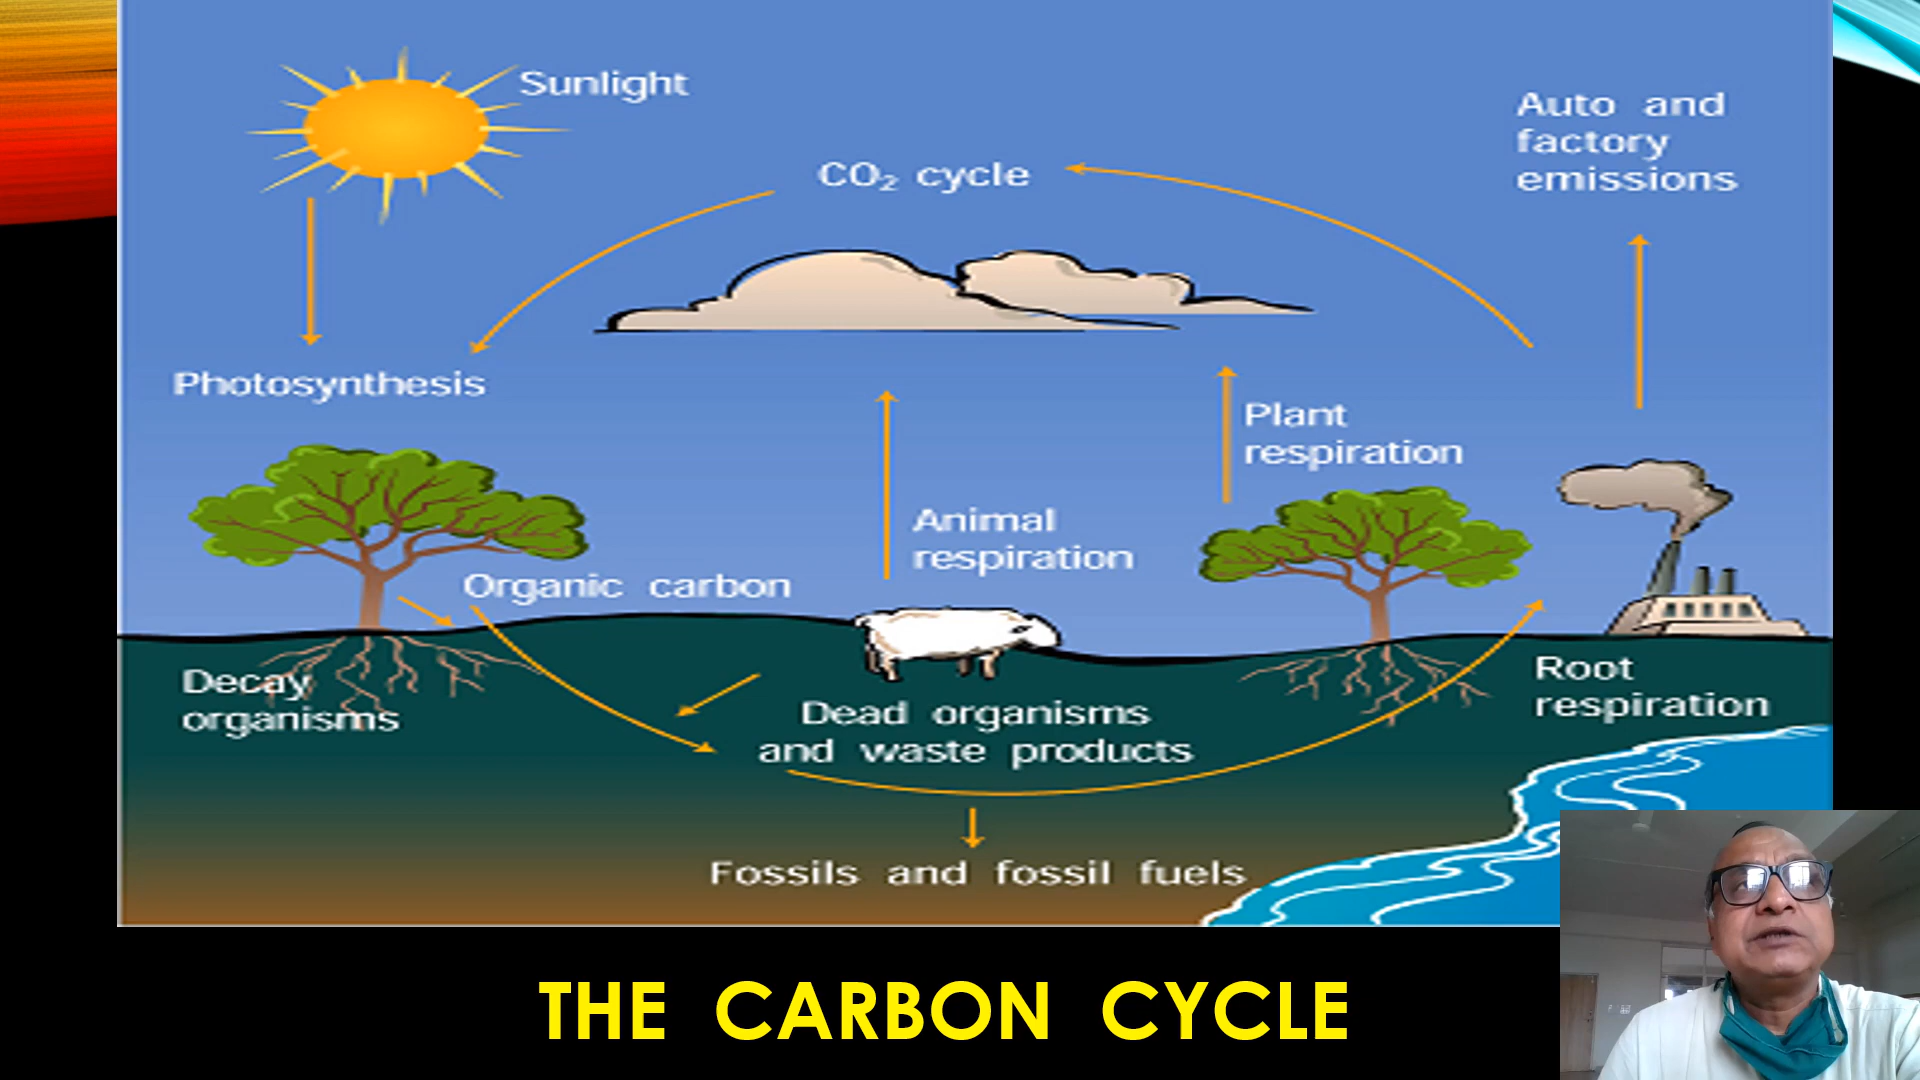 Sunlight
Auto and
factory
emissions
CO₂ cycle
Photosynthesis
Plant
respiration
Animal
respiration
Organic carbon
Decay
organisms
Root
respiration
Dead organisms
and waste products
Fossils and fossil fuels
THE CARBON CYCLE